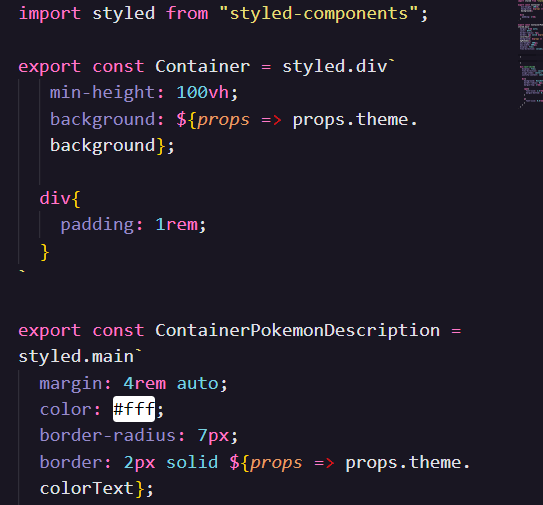 import styled from "styled-components";
export const Container = styled.div`
min-height: 100vh;
background: ${props => props.theme.
background};
div{
padding: 1rem;
}
`
export const ContainerPokemonDescription =
styled.main`
margin: 4rem auto;
color: #fff;
border-radius: 7px;
border: 2px solid ${props => props.theme.
colorText};